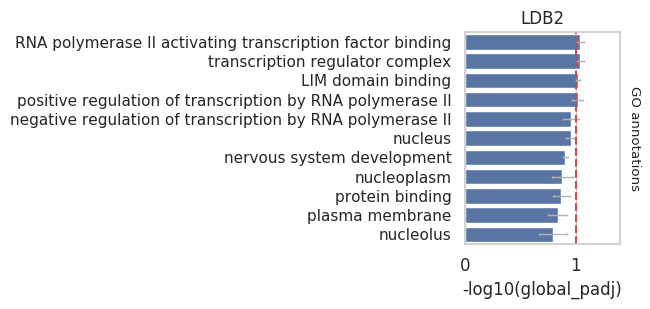 LDB2
RNA polymerase II activating transcription factor binding
transcription regulator complex
LIM domain binding
positive regulation of transcription by RNA polymerase II
negative regulation of transcription by RNA polymerase II
nucleus
nervous system development
nucleoplasm
protein binding
plasma membrane
nucleolus
GO annotations
0 1
-log10(global_padj)